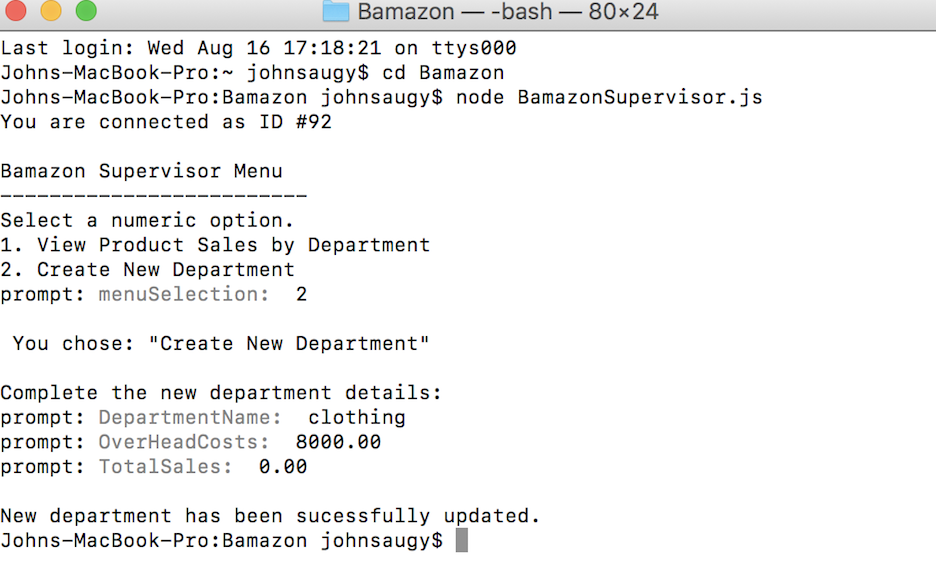 Bamazon — -bash — 80×24
Last login: Wed Aug 16 17:18:21 on ttys000
Johns-MacBook-Pro:~ johnsaugy$ cd Bamazon
Johns-MacBook-Pro:Bamazon johnsaugy$ node BamazonSupervisor.js
You are connected as ID #92
Bamazon Supervisor Menu
-------------------------
Select a numeric option.
1. View Product Sales by Department
2. Create New Department
prompt: menuSelection:  2
 You chose: "Create New Department"
Complete the new department details:
prompt: DepartmentName:  clothing
prompt: OverHeadCosts:  8000.00
prompt: TotalSales:  0.00
New department has been sucessfully updated.
Johns-MacBook-Pro:Bamazon johnsaugy$